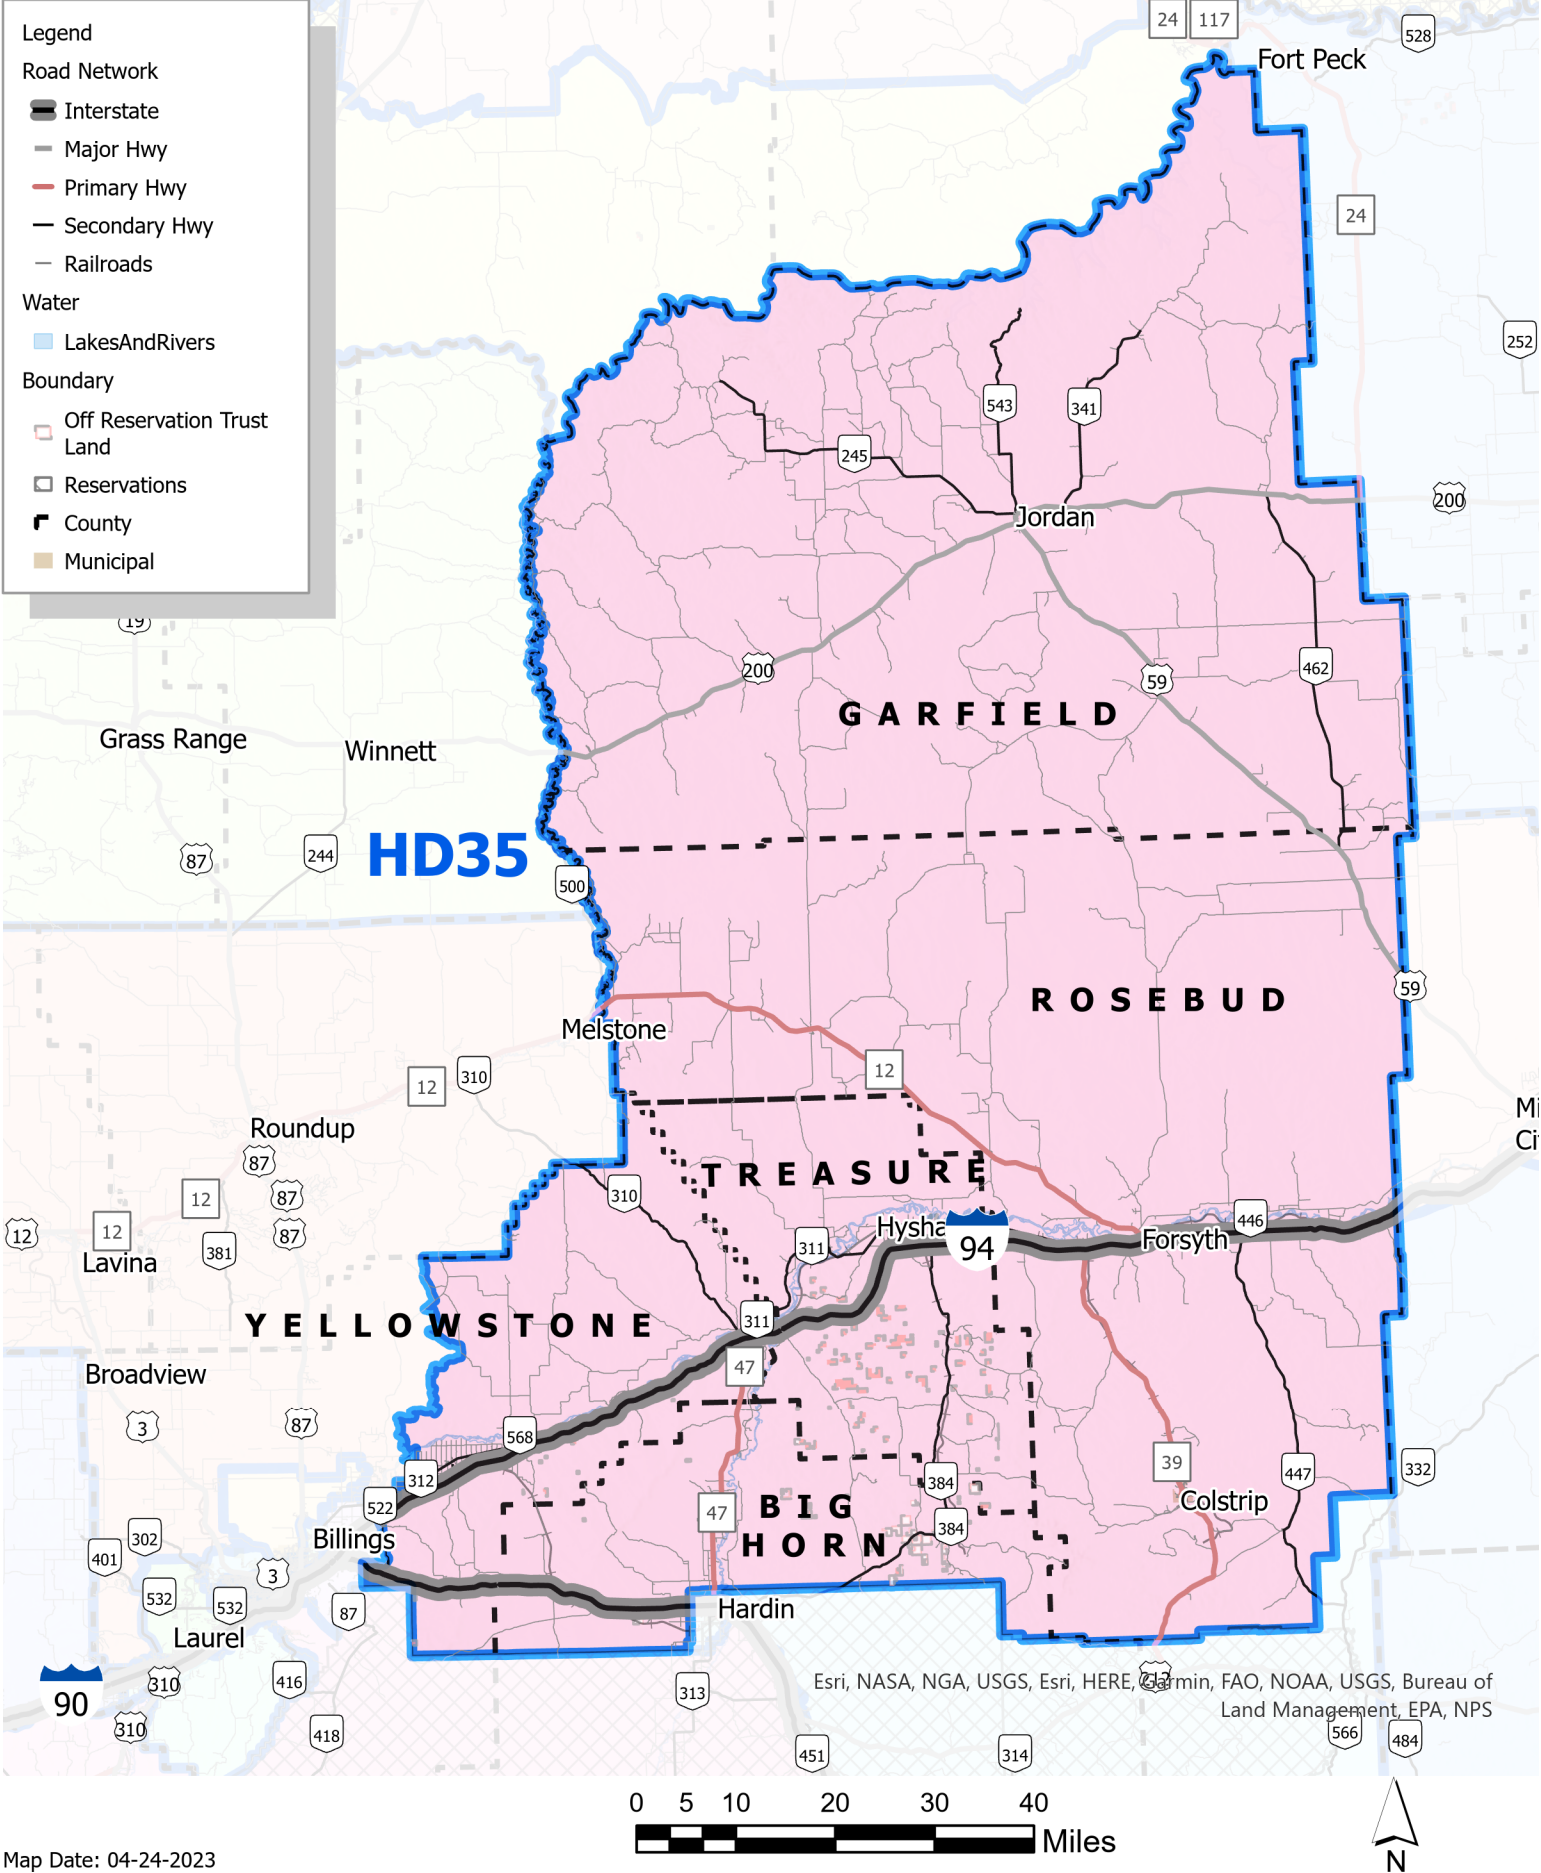 Legend
Road Network
Interstate
Major Hwy
Primary Hwy
Secondary Hwy
Railroads
Water
LakesAndRivers
Boundary
Off Reservation Trust
Land
Reservations
County
Municipal
24
117
528
Fort Peck
24
252
543
341
245
200
Jordan
19
200
59
462
GARFIELD
Grass Range
Winnett
HD35
87
244
500
59
ROSEBUD
Melstone
12
12
310
Mi
Ci
Roundup
87
TREASURE
12
87
310
12
12
87
381
Lavina
311
Hysha
94
446
Forsyth
YELLOWSTONE
311
47
Broadview
3
87
568
312
39
447
332
384
522
47
BIG
HORN
Colstrip
384
Billings
302
401
3
532
532
87
Hardin
Laurel
90
310
416
313
Esri, NASA, NGA, USGS, Esri, HERE, Garmin, FAO, NOAA, USGS, Bureau of
Land Management, EPA, NPS
310
418
451
314
566
484
0 5 10 20 30 40
Miles
N
Map Date: 04-24-2023